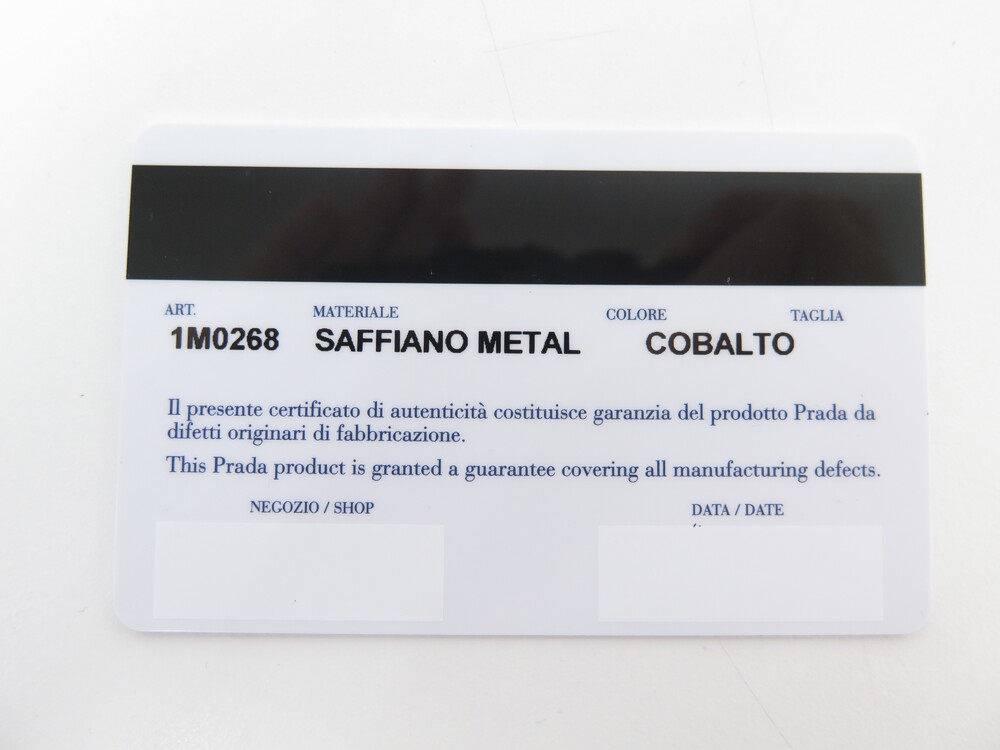 ART. MATERIALE COLORE TAGLIA
1M0268 SAFFIANO METAL COBALTO
Il presente certificato di autenticità costituisce garanzia del prodotto Prada da
difetti originari di fabbricazione.
This Prada product is granted a guarantee covering all manufacturing defects.
NEGOZIO / SHOP DATA / DATE